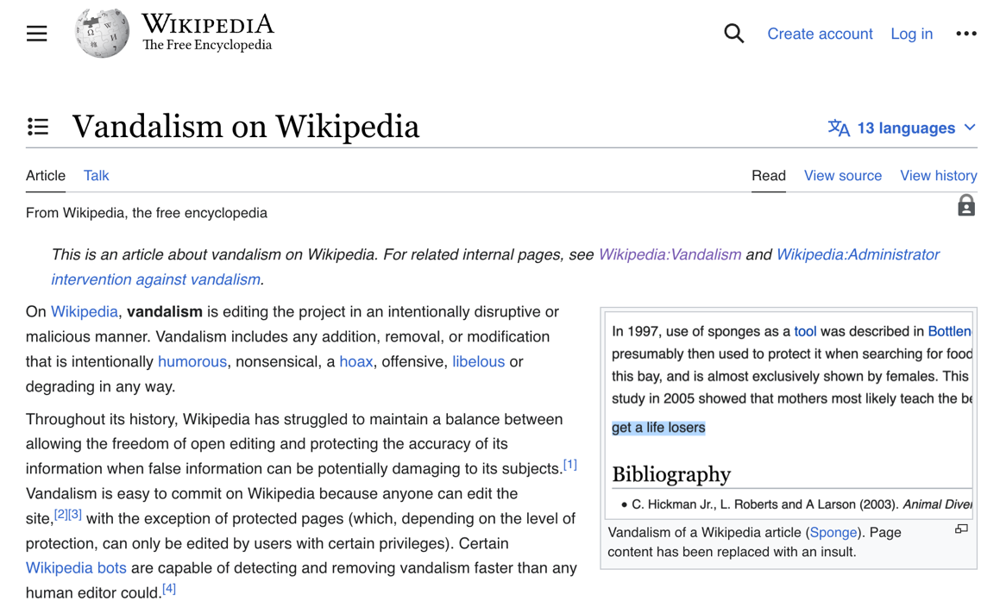 WIKIPEDIA
The Free Encyclopedia
Create account Log in
Vandalism on Wikipedia
13 languages
Article Talk
Read View source View history
From Wikipedia, the free encyclopedia
This is an article about vandalism on Wikipedia. For related internal pages, see Wikipedia:Vandalism and Wikipedia:Administrator
intervention against vandalism.
On Wikipedia, vandalism is editing the project in an intentionally disruptive or
malicious manner. Vandalism includes any addition, removal, or modification
that is intentionally humorous, nonsensical, a hoax, offensive, libelous or
degrading in any way.
Throughout its history, Wikipedia has struggled to maintain a balance between
allowing the freedom of open editing and protecting the accuracy of its
information when false information can be potentially damaging to its subjects.[1]
Vandalism is easy to commit on Wikipedia because anyone can edit the
site,[2][3] with the exception of protected pages (which, depending on the level of
protection, can only be edited by users with certain privileges). Certain
Wikipedia bots are capable of detecting and removing vandalism faster than any
human editor could.[4]
In 1997, use of sponges as a tool was described in Bottlen
presumably then used to protect it when searching for food
this bay, and is almost exclusively shown by females. This
study in 2005 showed that mothers most likely teach the be
get a life losers
Bibliography
• C. Hickman Jr., L. Roberts and A Larson (2003). Animal Diver
Vandalism of a Wikipedia article (Sponge). Page
content has been replaced with an insult.